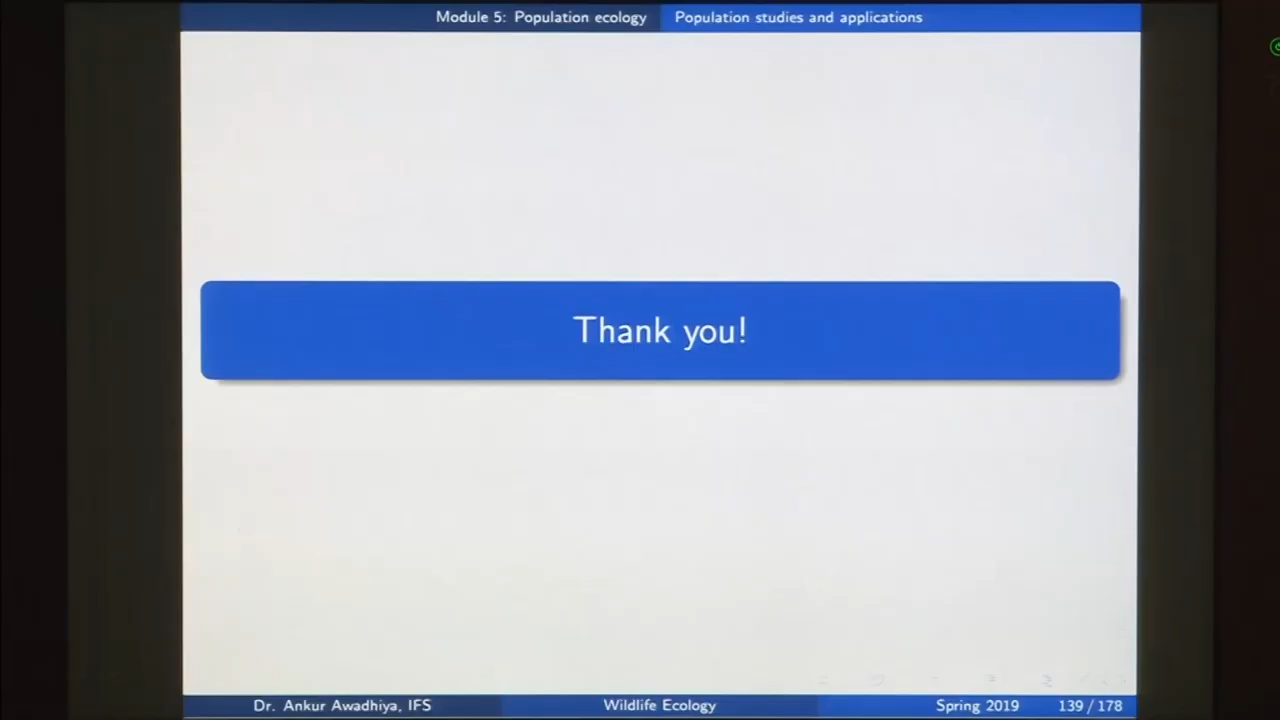 Module 5: Population ecology Population studies and applications
Thank you!
Dr. Ankur Awadhiya, IFS Wildlife Ecology Spring 2019 139 / 178